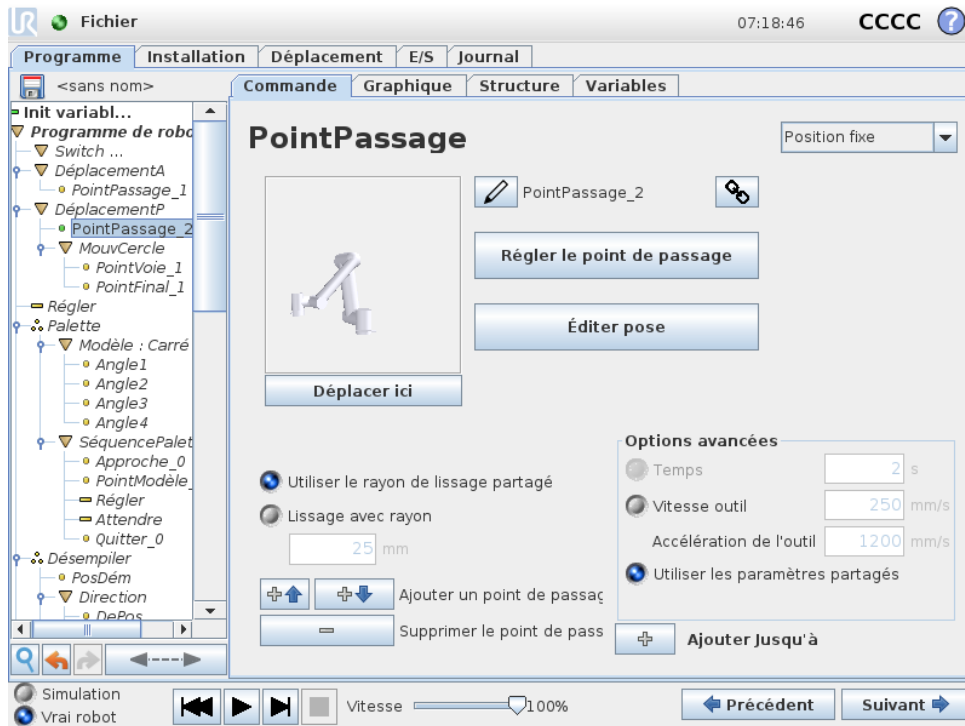 UR Fichier 07:18:46 CCCC ?
Programme Installation Déplacement E/S Journal
<sans nom> Commande Graphique Structure Variables
Init variabl...
Programme de robo
Switch ...
DéplacementA
PointPassage_1
DéplacementP
PointPassage_2
MouvCercle
PointVoie_1
PointFinal_1
Régler
Palette
Modèle : Carré
Angle1
Angle2
Angle3
Angle4
SéquencePalet
Approche_0
PointModèle_
Régler
Attendre
Quitter_0
Désempiler
PosDém
Direction
DePos
PointPassage
Position fixe
PointPassage_2
Régler le point de passage
Éditer pose
Déplacer ici
Utiliser le rayon de lissage partagé
Lissage avec rayon
25 mm
Ajouter un point de passag
Supprimer le point de pass
Options avancées
Temps 2 s
Vitesse outil 250 mm/s
Accélération de l'outil 1200 mm/s
Utiliser les paramètres partagés
Ajouter Jusqu'à
Simulation
Vrai robot
Vitesse 100%
Précédent Suivant